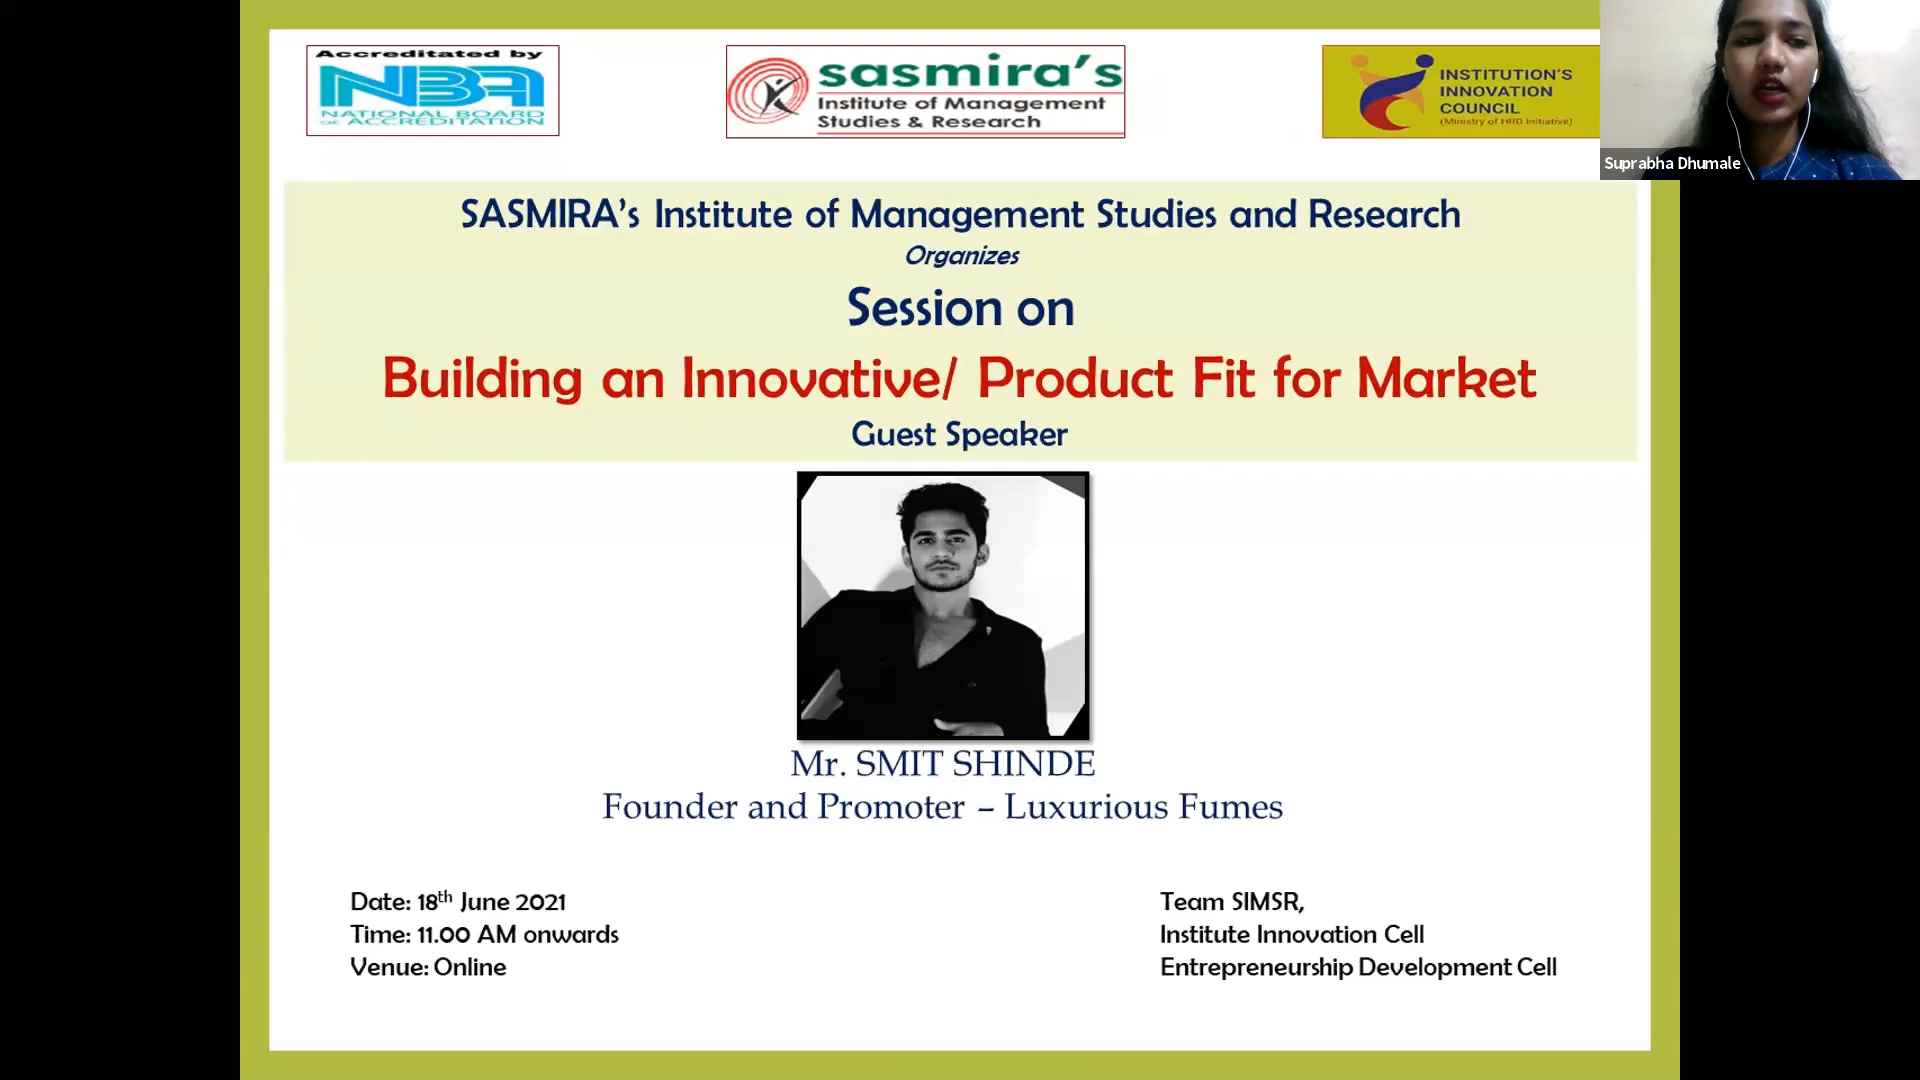 Accreditated by
NBA
NATIONAL BOARD
OF ACCREDITATION
sasmira's
Institute of Management
Studies & Research
INSTITUTION'S
INNOVATION
COUNCIL
(Ministry of HRD Initiative)
Suprabha Dhumale
SASMIRA's Institute of Management Studies and Research
Organizes
Session on
Building an Innovative/ Product Fit for Market
Guest Speaker
Mr. SMIT SHINDE
Founder and Promoter – Luxurious Fumes
Date: 18th June 2021
Time: 11.00 AM onwards
Venue: Online
Team SIMSR,
Institute Innovation Cell
Entrepreneurship Development Cell